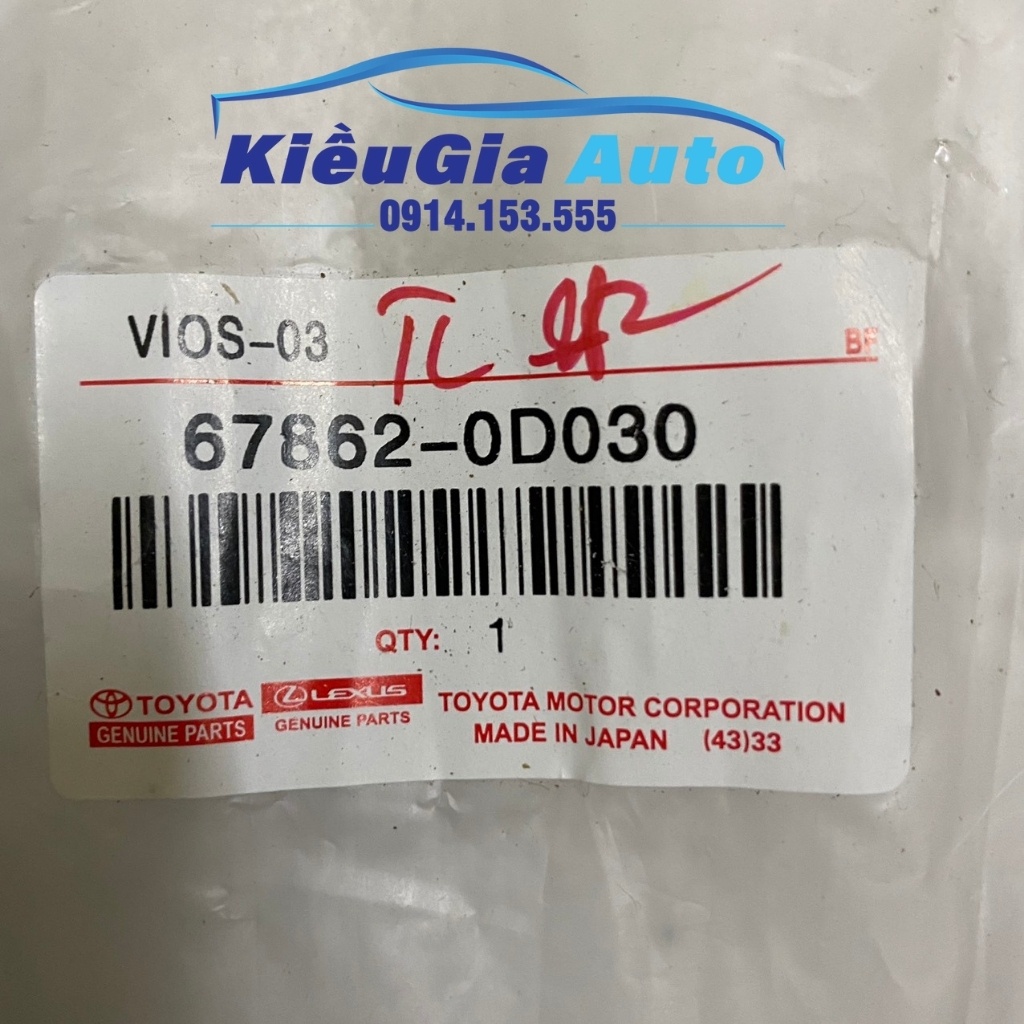 KiềuGia Auto
0914.153.555
VIOS-03
BF
67862-0D030
QTY: 1
TOYOTA
GENUINE PARTS
LEXUS
GENUINE PARTS
TOYOTA MOTOR CORPORATION
MADE IN JAPAN (43)33